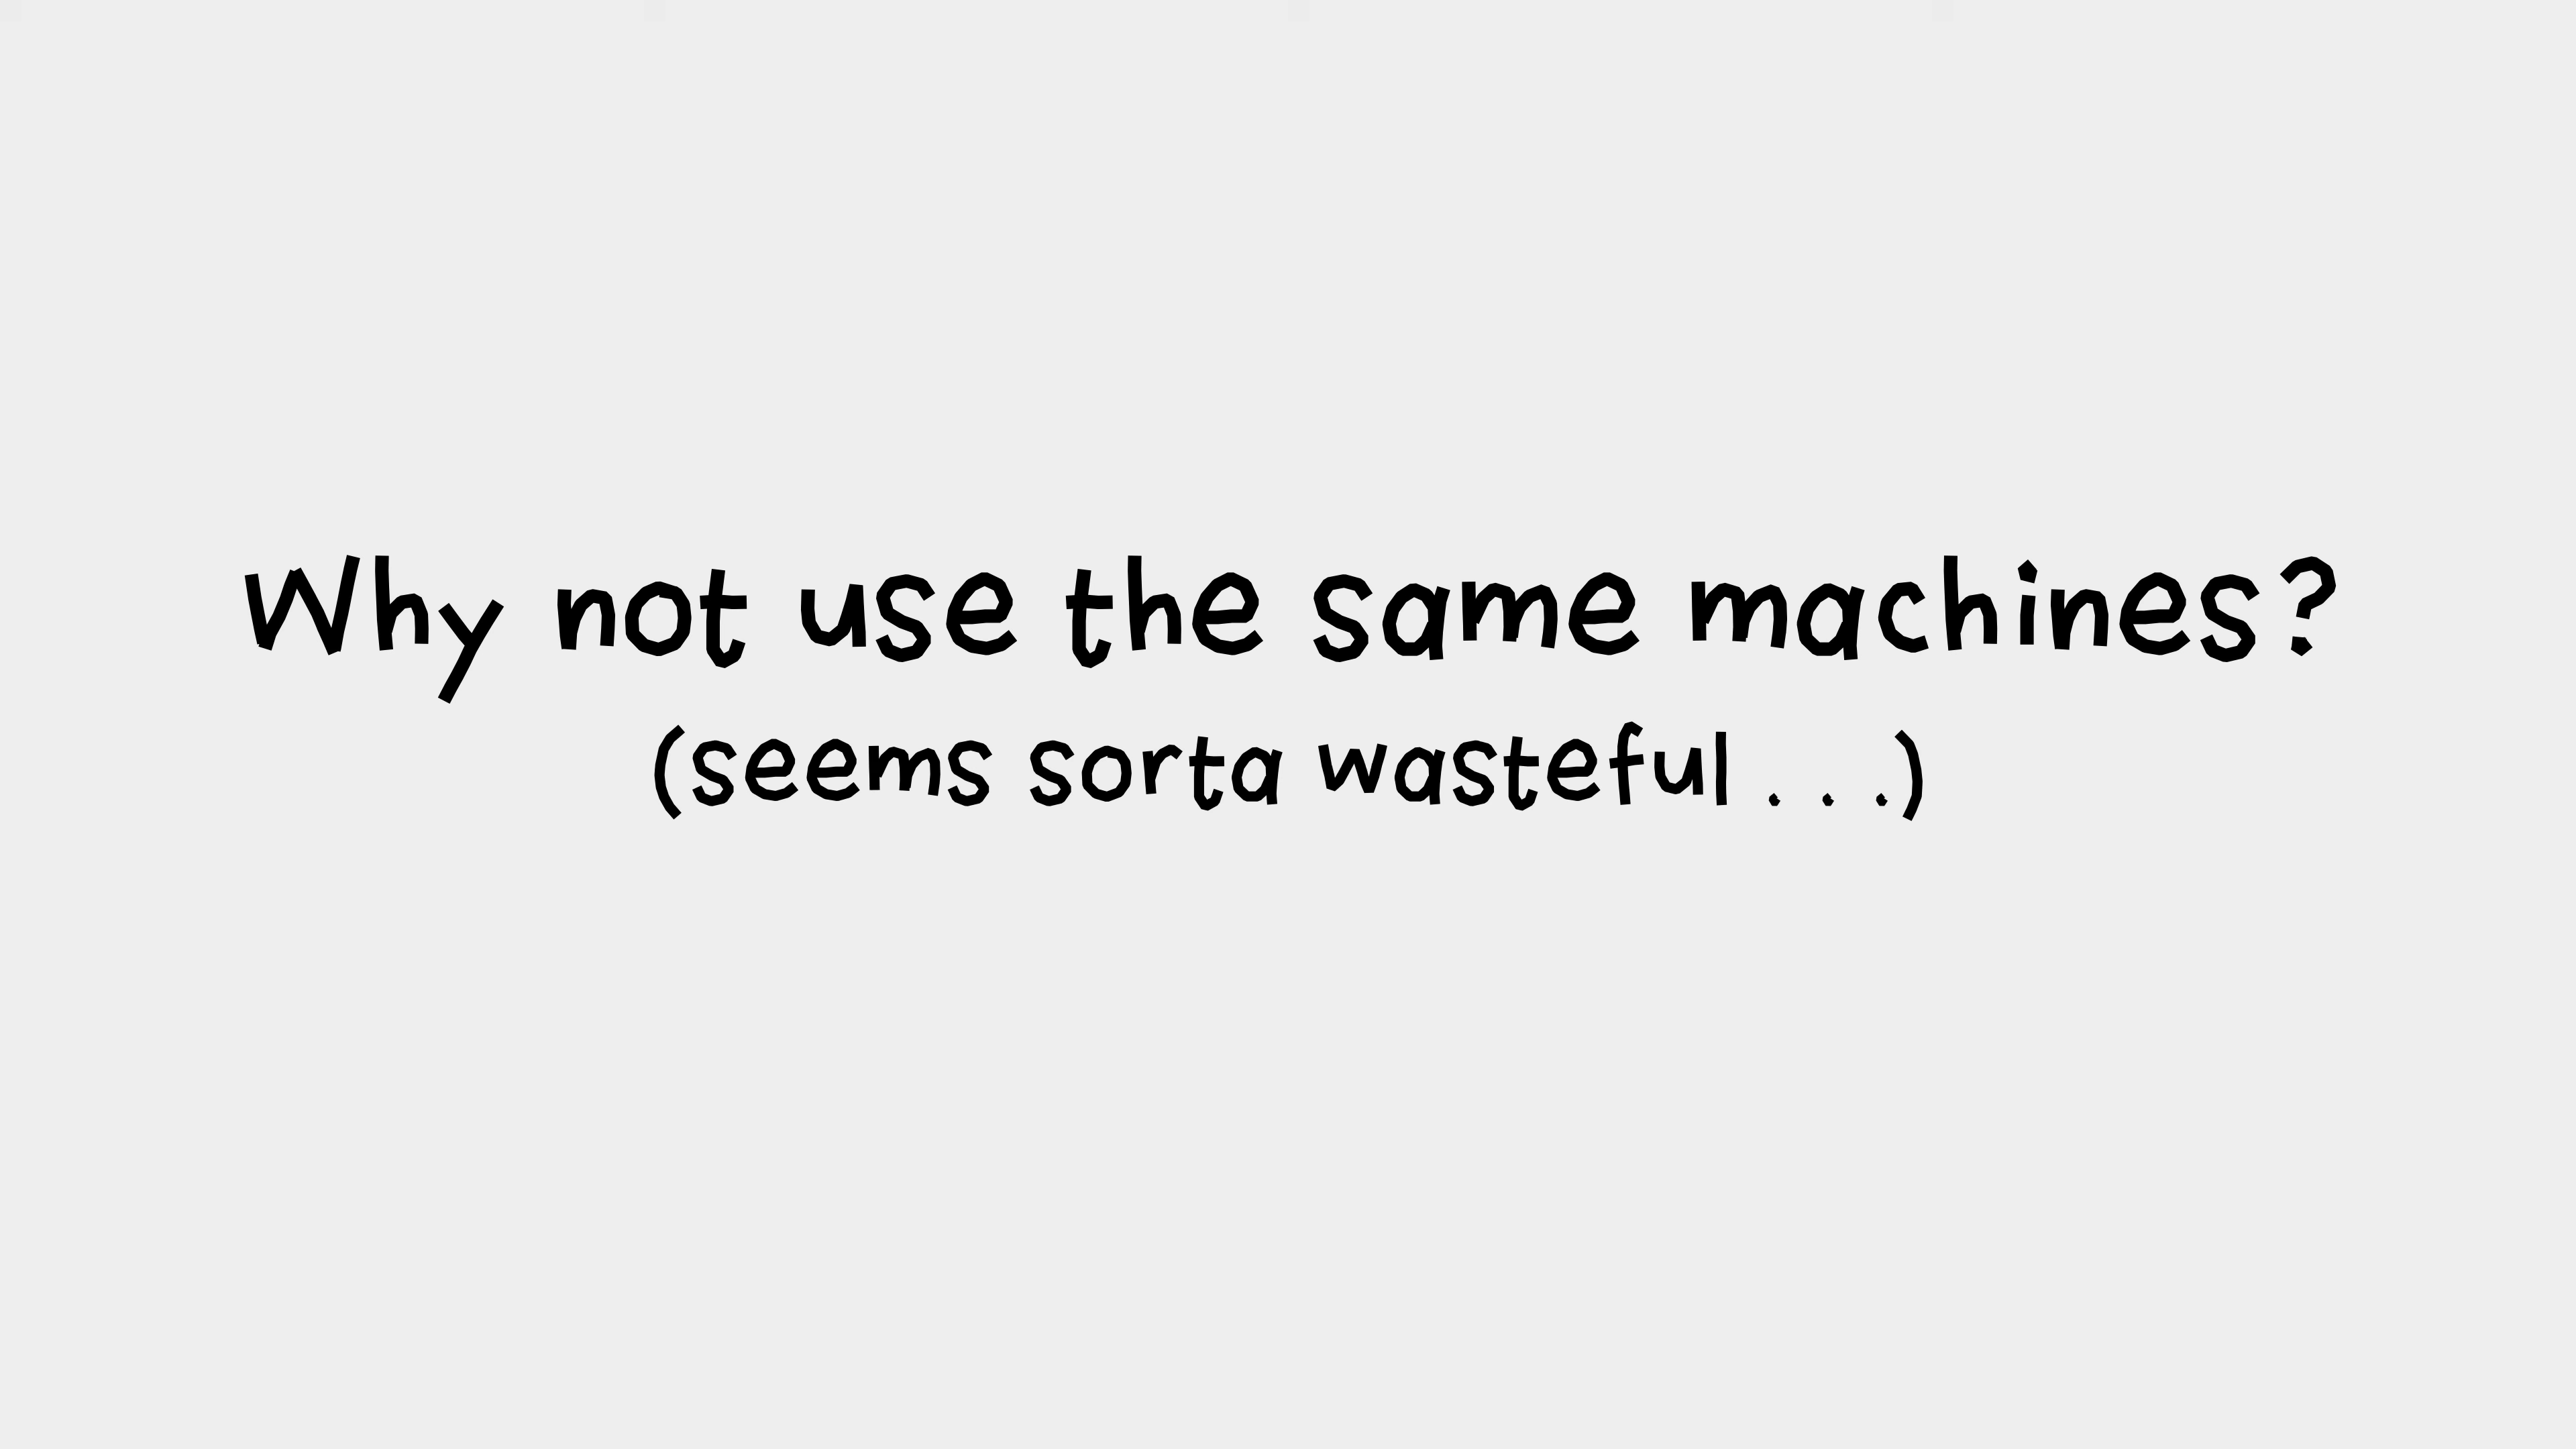 Why not use the same machines?
(seems sorta wasteful . . .)